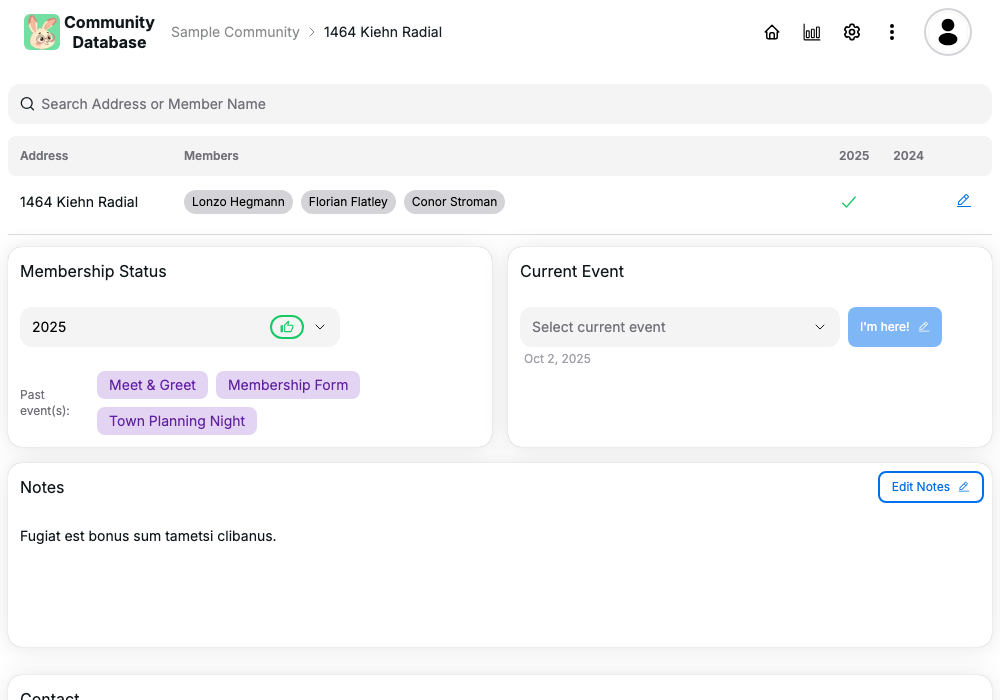 Community
Database
Sample Community > 1464 Kiehn Radial
Search Address or Member Name
Address Members 2025 2024
1464 Kiehn Radial Lonzo Hegmann Florian Flatley Conor Stroman
Membership Status
2025
Past
event(s):
Meet & Greet Membership Form
Town Planning Night
Current Event
Select current event I'm here!
Oct 2, 2025
Notes Edit Notes
Fugiat est bonus sum tametsi clibanus.
Contact